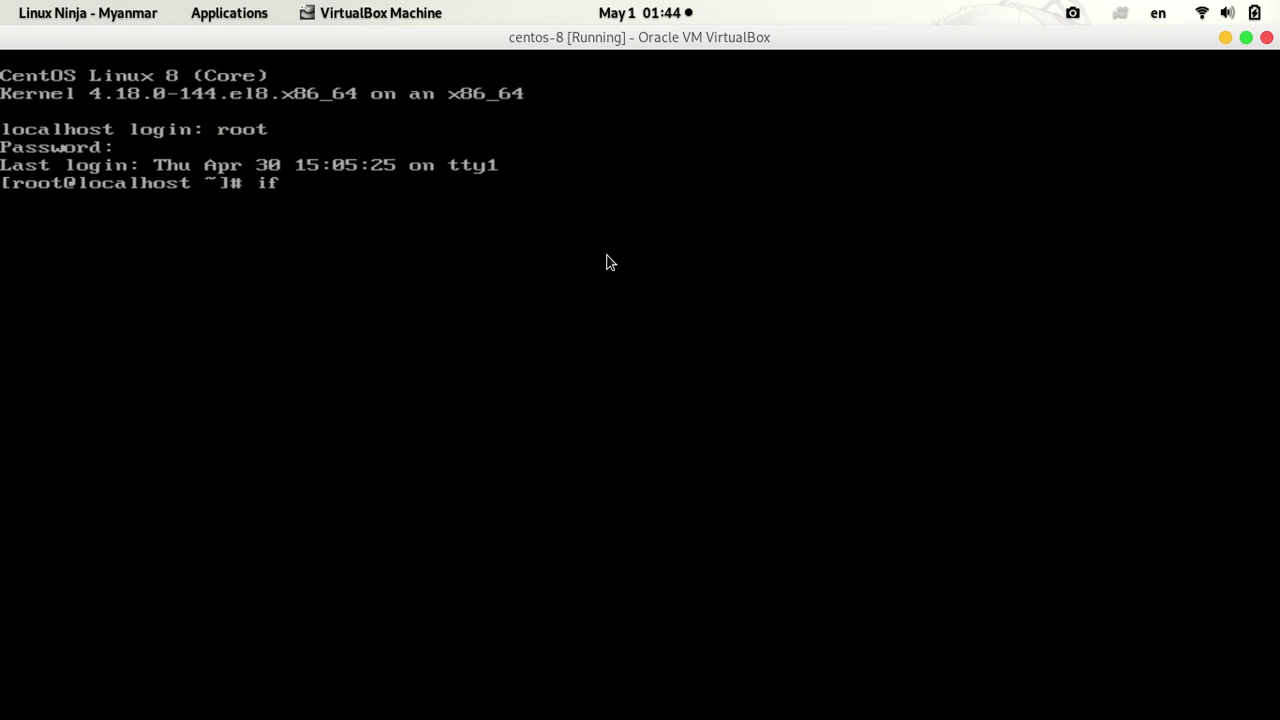 Linux Ninja - Myanmar Applications VirtualBox Machine May 1 01:44 en
centos-8 [Running] - Oracle VM VirtualBox
CentOS Linux 8 (Core)
Kernel 4.18.0-144.el8.x86_64 on an x86_64
localhost login: root
Password:
Last login: Thu Apr 30 15:05:25 on tty1
[root@localhost ~]# if